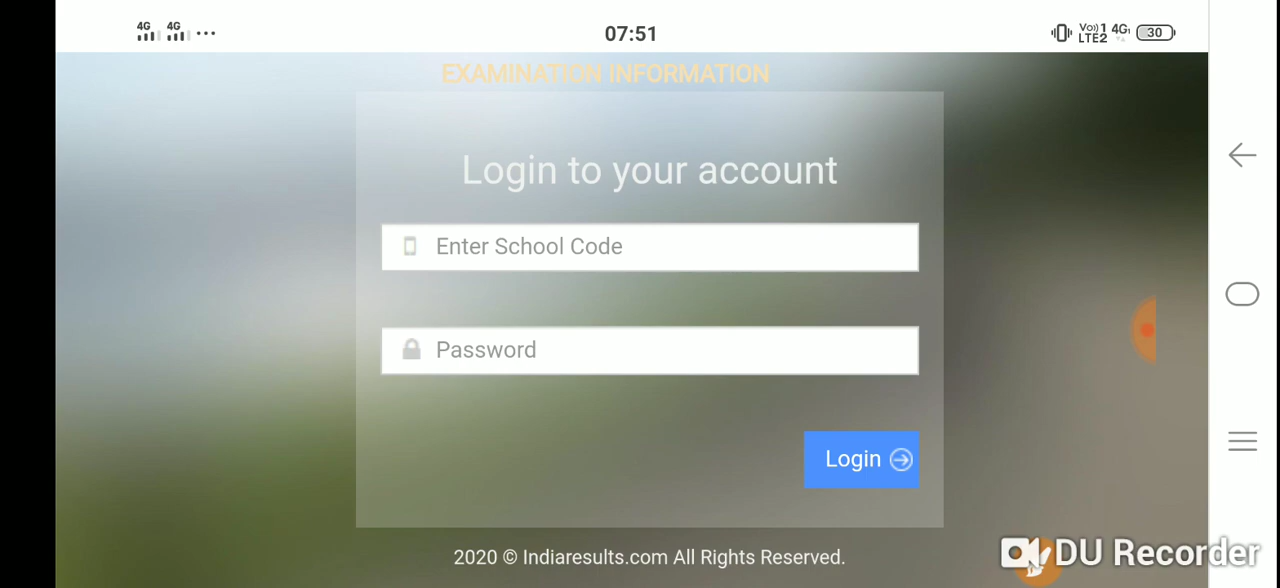 4G 4G ... 07:51 Vo)) 1 LTE2 4G 30
EXAMINATION INFORMATION
Login to your account
Enter School Code
Password
Login
2020 © Indiaresults.com All Rights Reserved.
DU Recorder